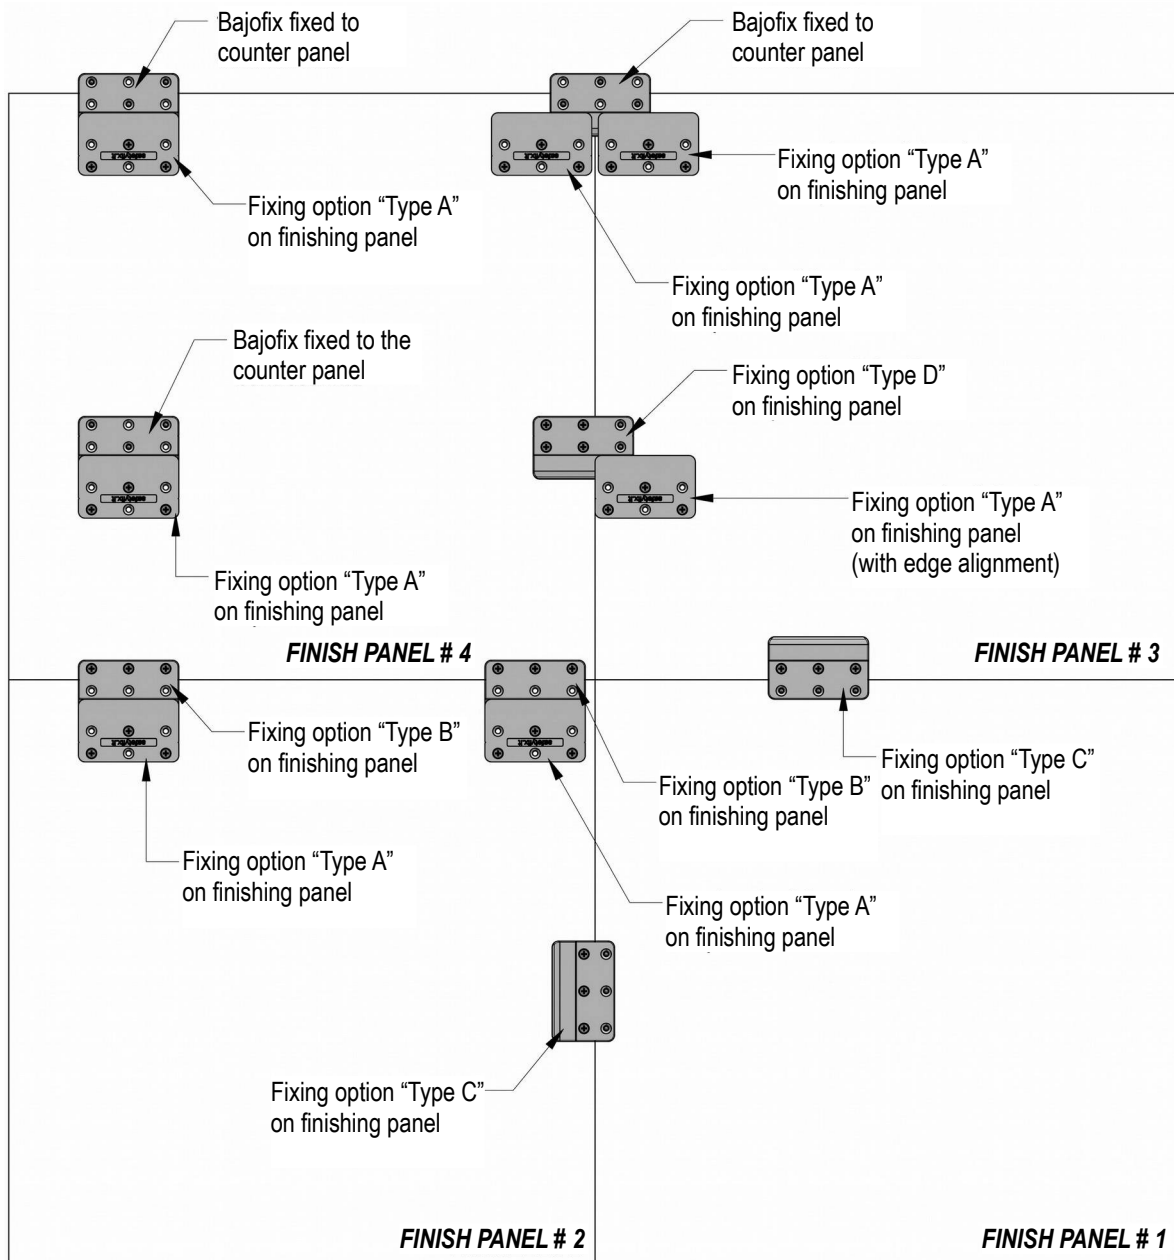 Bajofix fixed to
counter panel
Bajofix fixed to
counter panel
Fixing option “Type A”
on finishing panel
Fixing option “Type A”
on finishing panel
Fixing option “Type A”
on finishing panel
Bajofix fixed to the
counter panel
Fixing option “Type D”
on finishing panel
Fixing option “Type A”
on finishing panel
(with edge alignment)
Fixing option “Type A”
on finishing panel
FINISH PANEL # 4
FINISH PANEL # 3
Fixing option “Type B”
on finishing panel
Fixing option “Type C”
on finishing panel
Fixing option “Type B”
on finishing panel
Fixing option “Type A”
on finishing panel
Fixing option “Type A”
on finishing panel
Fixing option “Type C”
on finishing panel
FINISH PANEL # 2
FINISH PANEL # 1